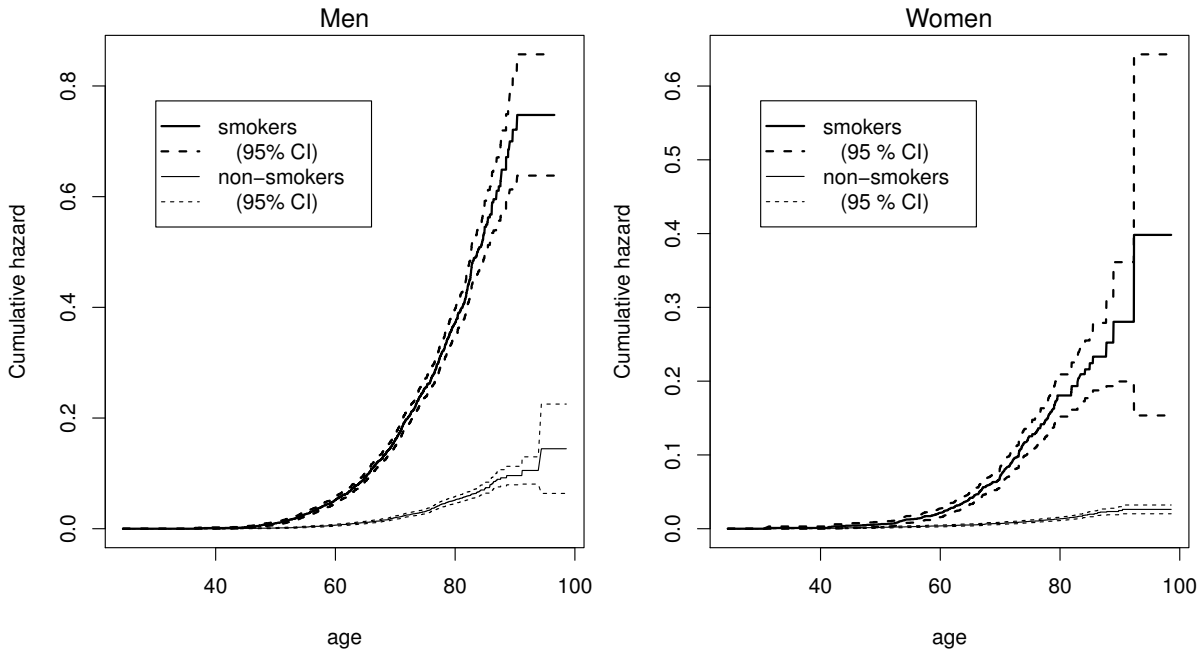 Men
Cumulative hazard
0.8
0.6
0.4
0.2
0.0
smokers
(95% CI)
non−smokers
(95% CI)
40
60
80
100
age
Women
Cumulative hazard
0.6
0.5
0.4
0.3
0.2
0.1
0.0
smokers
(95 % CI)
non−smokers
(95 % CI)
40
60
80
100
age